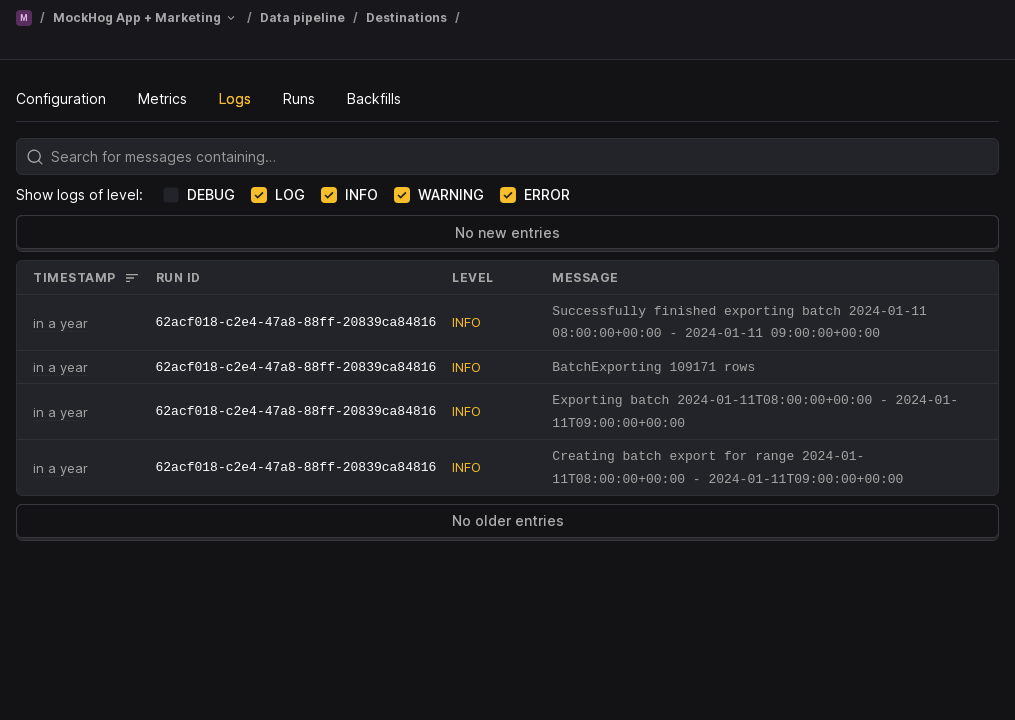 M / MockHog App + Marketing / Data pipeline / Destinations /
Configuration Metrics Logs Runs Backfills
Search for messages containing…
Show logs of level: DEBUG LOG INFO WARNING ERROR
No new entries
TIMESTAMP RUN ID LEVEL MESSAGE
in a year 62acf018-c2e4-47a8-88ff-20839ca84816 INFO Successfully finished exporting batch 2024-01-11
08:00:00+00:00 - 2024-01-11 09:00:00+00:00
in a year 62acf018-c2e4-47a8-88ff-20839ca84816 INFO BatchExporting 109171 rows
in a year 62acf018-c2e4-47a8-88ff-20839ca84816 INFO Exporting batch 2024-01-11T08:00:00+00:00 - 2024-01-
11T09:00:00+00:00
in a year 62acf018-c2e4-47a8-88ff-20839ca84816 INFO Creating batch export for range 2024-01-
11T08:00:00+00:00 - 2024-01-11T09:00:00+00:00
No older entries